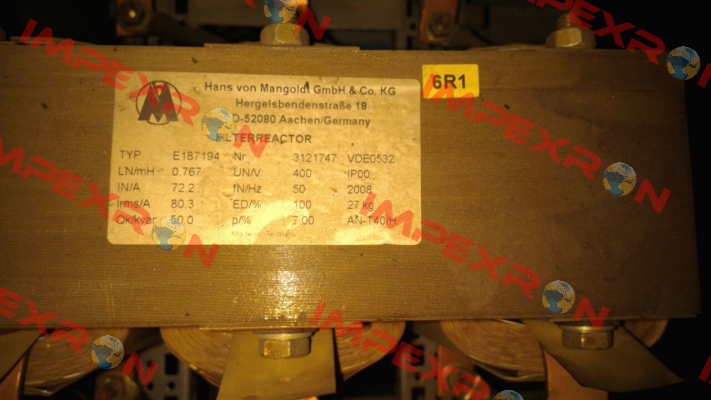 Hans von Mangoldt GmbH & Co. KG
Hergelsbendenstraße 18
D-52080 Aachen/Germany
FILTERREACTOR
TYP E187194 Nr. 3121747 VDE0532
LN/mH 0.767 UN/V 400 IP00
IN/A 72.2 fN/Hz 50 2008
Irms/A 80.3 ED/% 100 27 kg
Qk/kvar 50.0 p/% 7.00 AN-T40/H
6R1
IMPEXRON
IMPEXRON
IMPEXRON
IMPEXRON
IMPEXRON